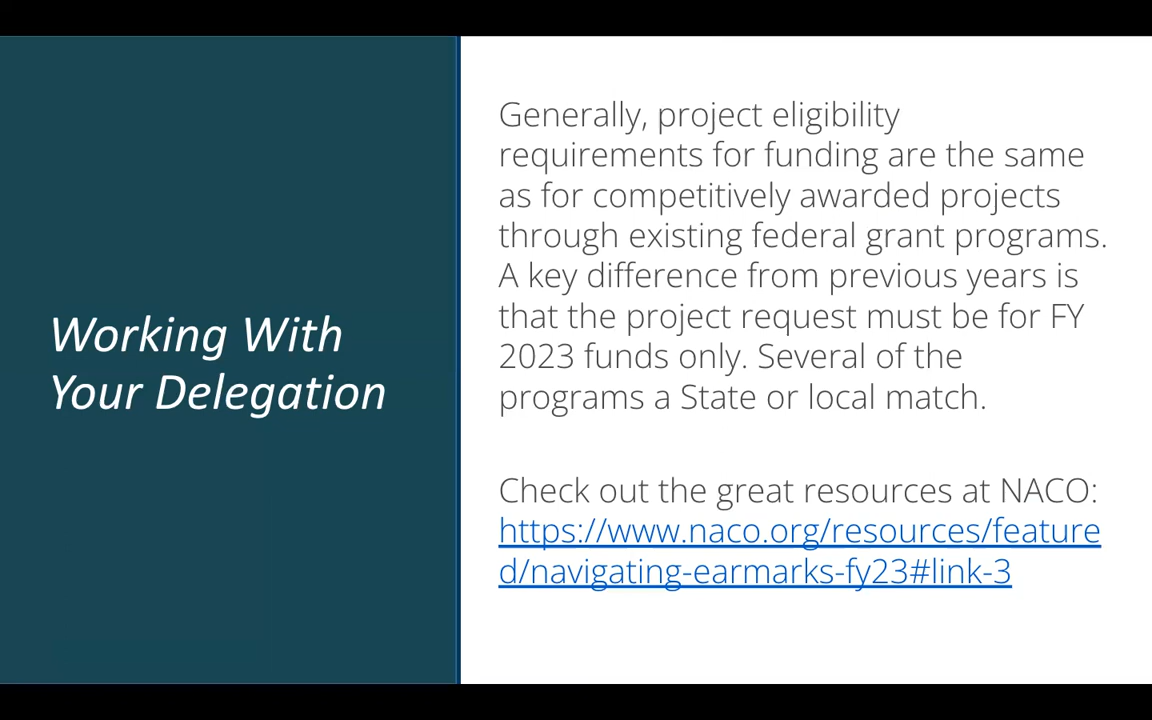 Working With
Your Delegation
Generally, project eligibility
requirements for funding are the same
as for competitively awarded projects
through existing federal grant programs.
A key difference from previous years is
that the project request must be for FY
2023 funds only. Several of the
programs a State or local match.
Check out the great resources at NACO:
https://www.naco.org/resources/feature
d/navigating-earmarks-fy23#link-3